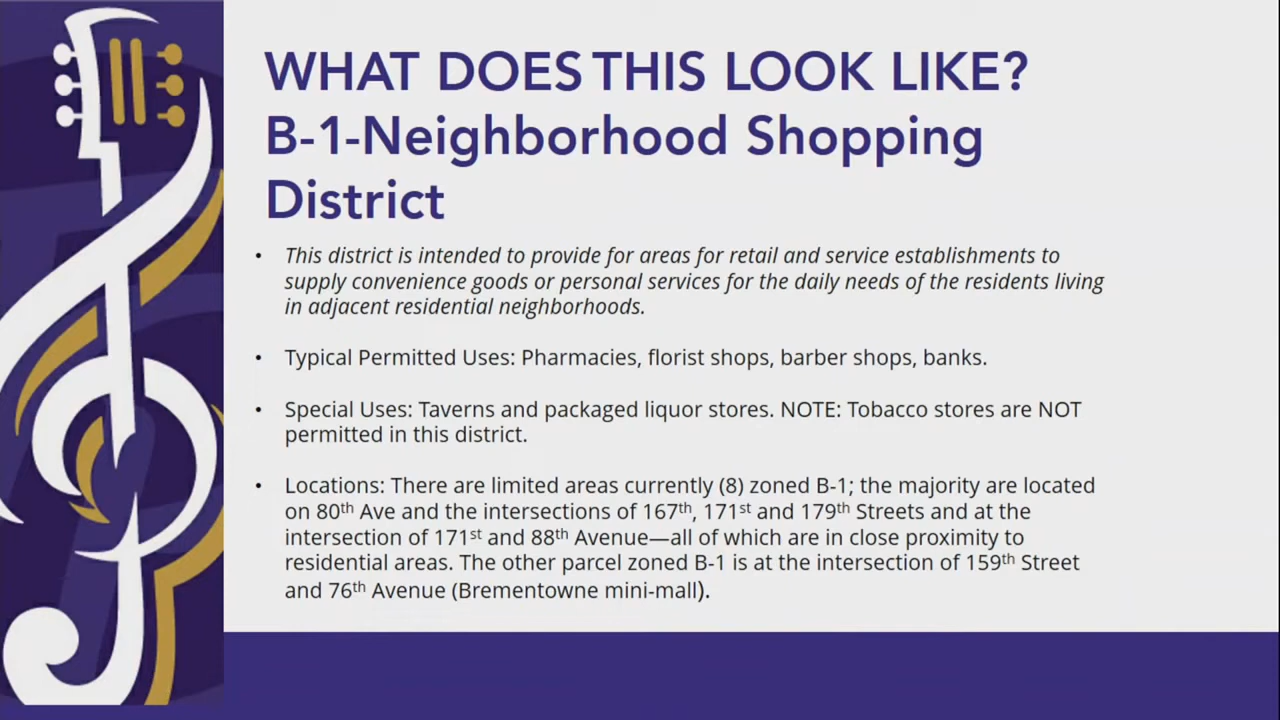 WHAT DOES THIS LOOK LIKE?
B-1-Neighborhood Shopping
District
• This district is intended to provide for areas for retail and service establishments to
supply convenience goods or personal services for the daily needs of the residents living
in adjacent residential neighborhoods.
• Typical Permitted Uses: Pharmacies, florist shops, barber shops, banks.
• Special Uses: Taverns and packaged liquor stores. NOTE: Tobacco stores are NOT
permitted in this district.
• Locations: There are limited areas currently (8) zoned B-1; the majority are located
on 80th Ave and the intersections of 167th, 171st and 179th Streets and at the
intersection of 171st and 88th Avenue—all of which are in close proximity to
residential areas. The other parcel zoned B-1 is at the intersection of 159th Street
and 76th Avenue (Brementowne mini-mall).